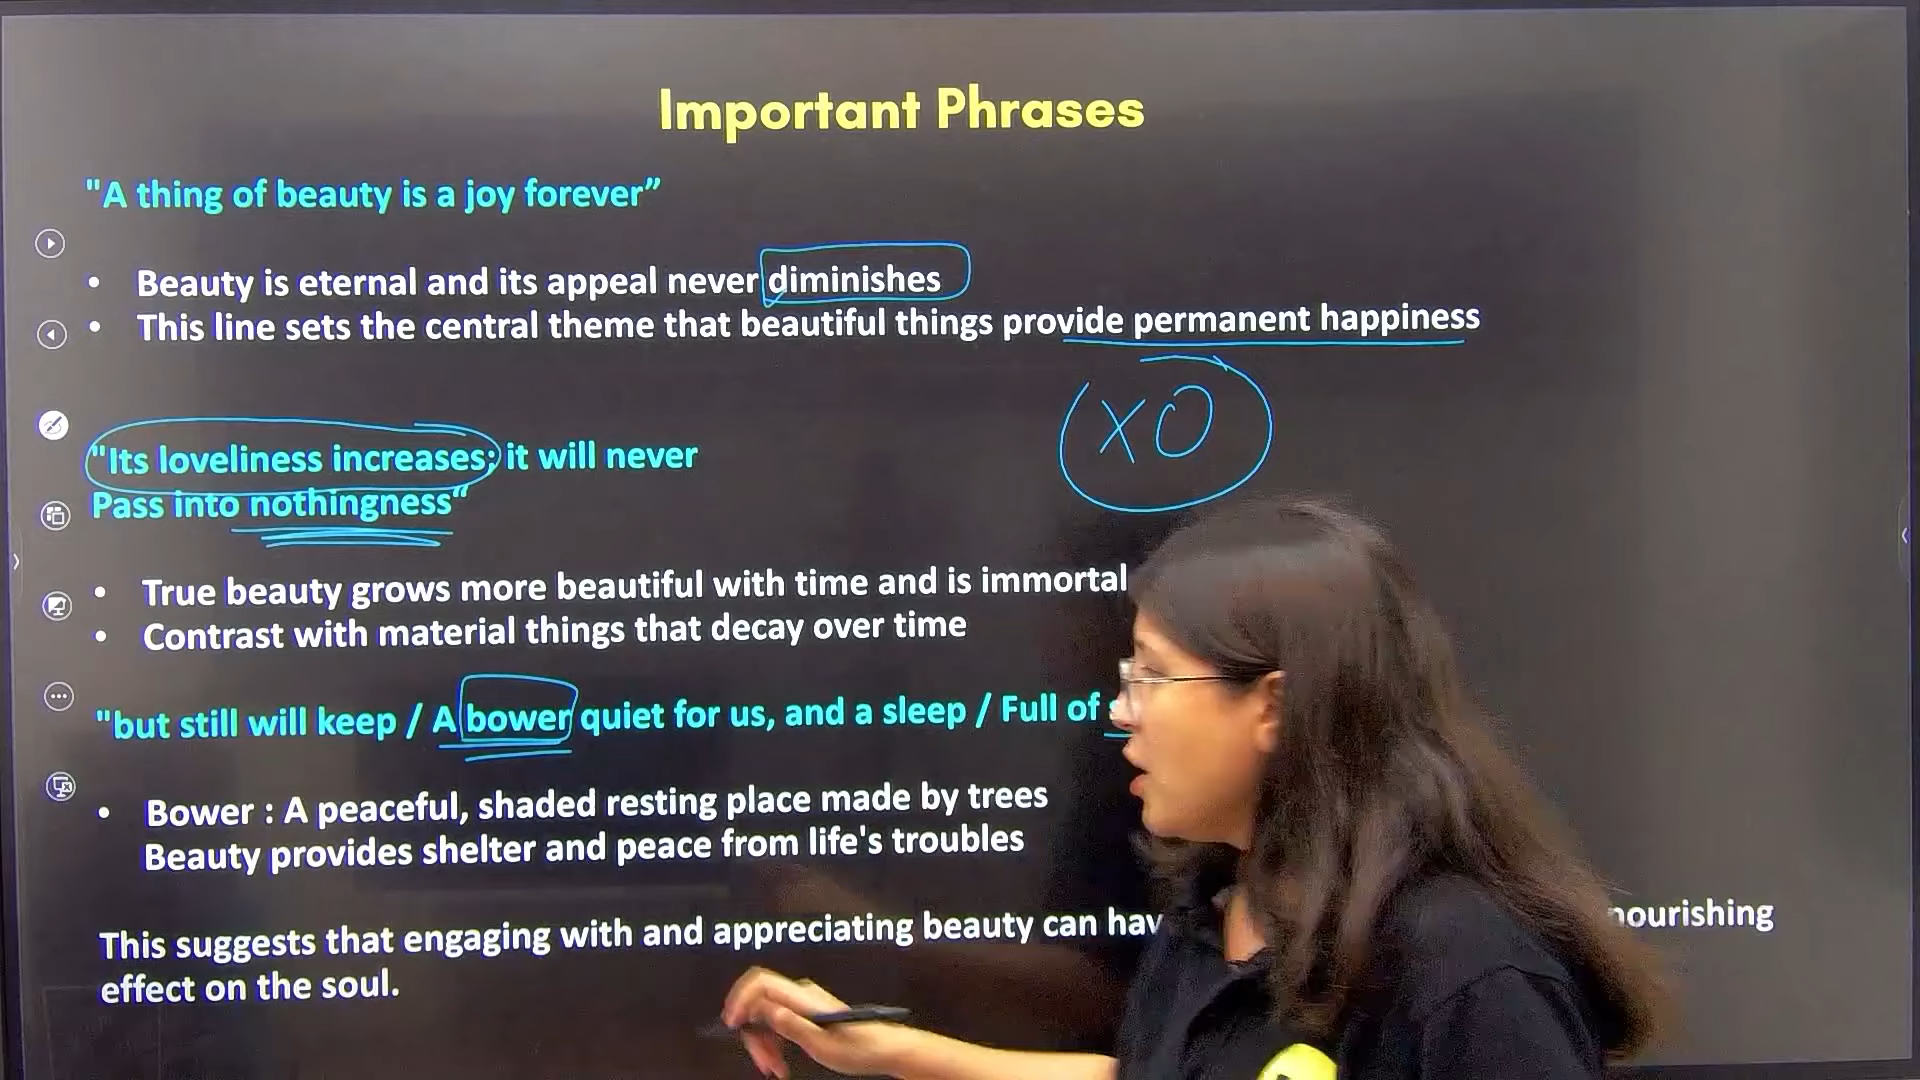 Important Phrases
"A thing of beauty is a joy forever”
• Beauty is eternal and its appeal never diminishes
• This line sets the central theme that beautiful things provide permanent happiness
XO
"Its loveliness increases; it will never
Pass into nothingness“
• True beauty grows more beautiful with time and is immortal
• Contrast with material things that decay over time
"but still will keep / A bower quiet for us, and a sleep / Full of
• Bower : A peaceful, shaded resting place made by trees
Beauty provides shelter and peace from life's troubles
This suggests that engaging with and appreciating beauty can nourishing
effect on the soul.